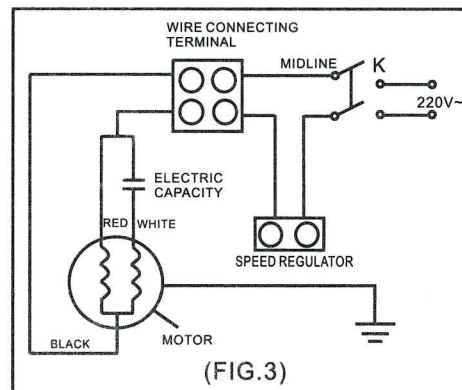 WIRE CONNECTING
TERMINAL
MIDLINE
K
220V~
ELECTRIC
CAPACITY
RED
WHITE
SPEED REGULATOR
BLACK
MOTOR
(FIG.3)